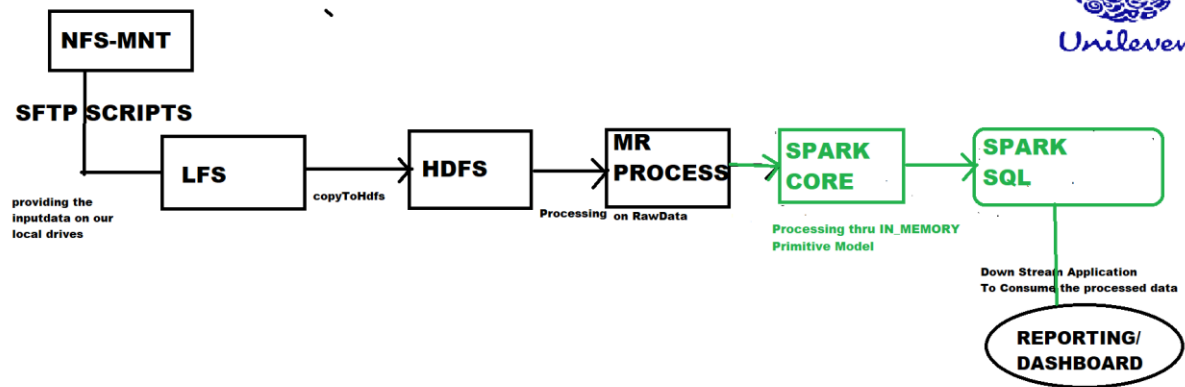 Unilever
NFS-MNT
SFTP SCRIPTS
LFS
HDFS
MR
PROCESS
SPARK
CORE
SPARK
SQL
providing the
inputdata on our
local drives
copyToHdfs
Processing on RawData
Processing thru IN_MEMORY
Primitive Model
Down Stream Application
To Consume the processed data
REPORTING/
DASHBOARD